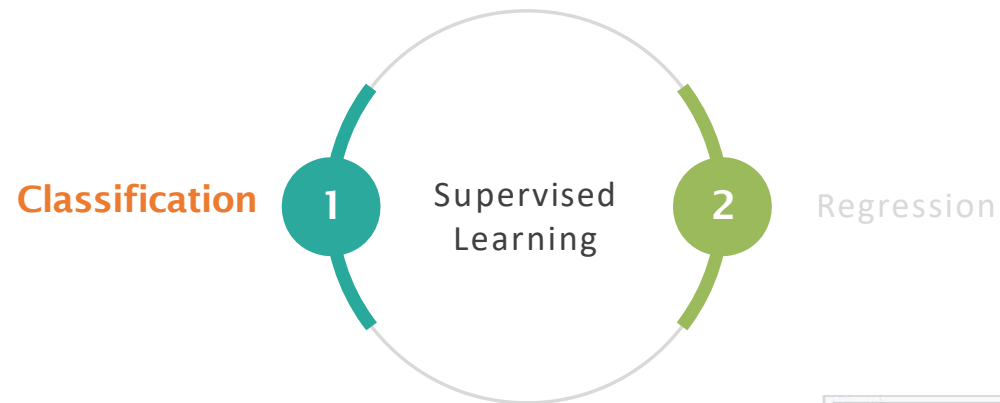 Classification
1
Supervised
Learning
2
Regression